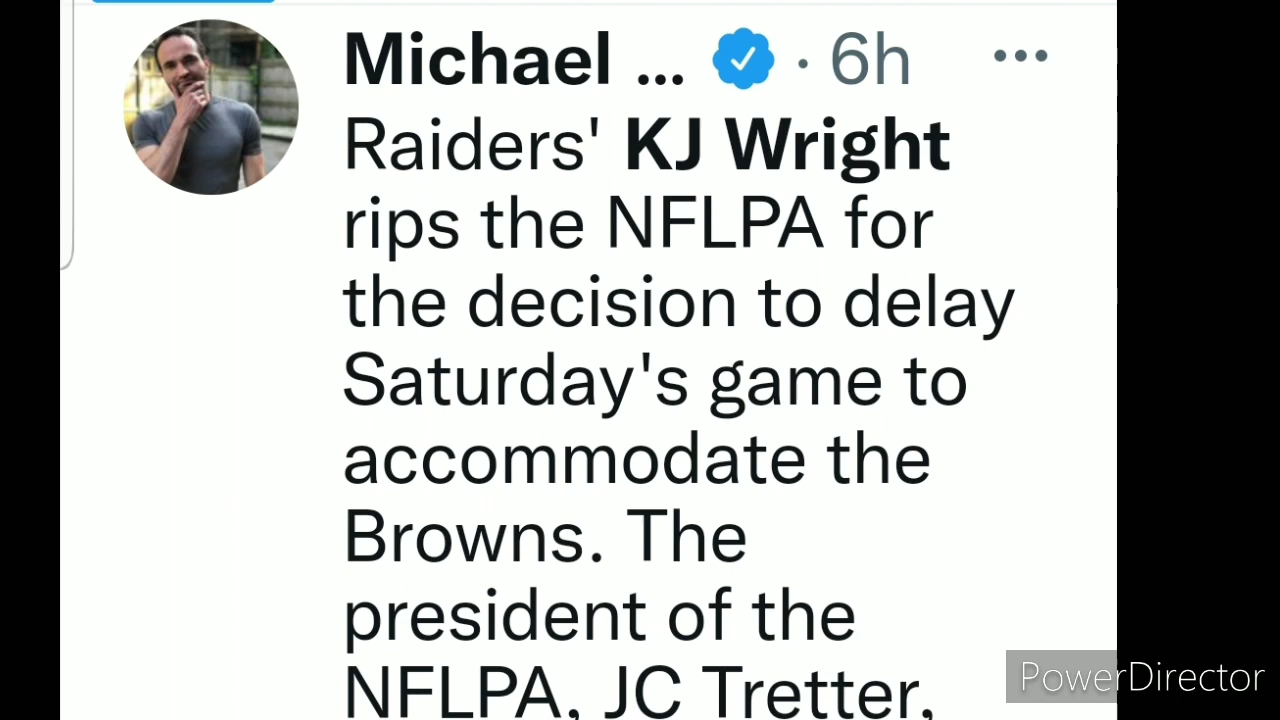 Michael ... · 6h ...
Raiders' KJ Wright
rips the NFLPA for
the decision to delay
Saturday's game to
accommodate the
Browns. The
president of the
NFLPA, JC Tretter,
PowerDirector